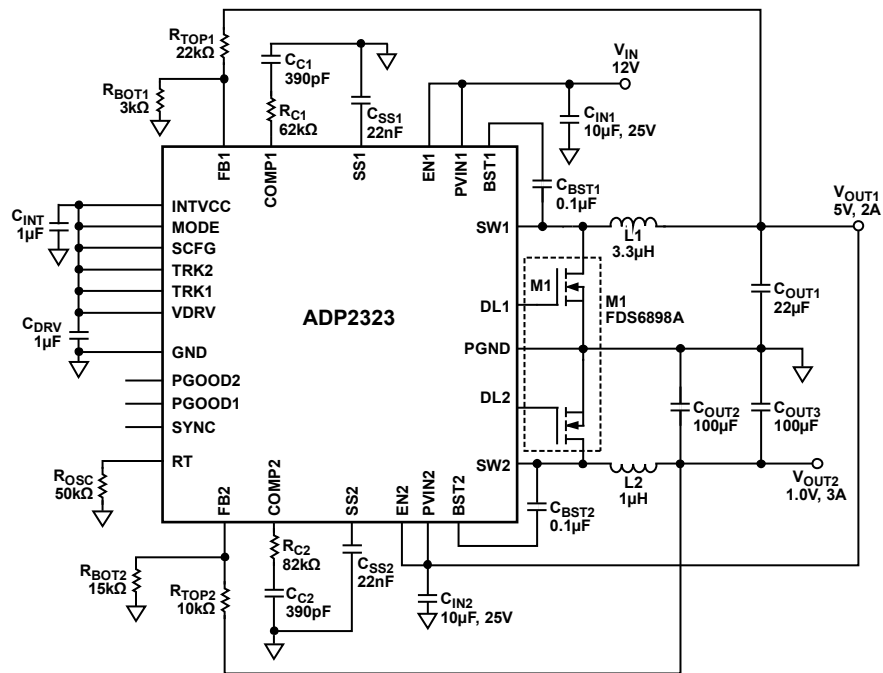 RTOP1
22kΩ
CC1
390pF
VIN
12V
RBOT1
3kΩ
RC1
62kΩ
CSS1
22nF
CIN1
10µF, 25V
FB1
COMP1
SS1
EN1
PVIN1
BST1
CBST1
0.1µF
CINT
1µF
INTVCC
MODE
SCFG
TRK2
TRK1
VDRV
GND
PGOOD2
PGOOD1
SYNC
RT
CDRV
1µF
ADP2323
SW1
DL1
PGND
DL2
SW2
L1
3.3µH
VOUT1
5V, 2A
M1
M1
FDS6898A
COUT1
22µF
COUT2
100µF
COUT3
100µF
L2
1µH
VOUT2
1.0V, 3A
ROSC
50kΩ
FB2
COMP2
SS2
EN2
PVIN2
BST2
CBST2
0.1µF
RC2
82kΩ
CSS2
22nF
RBOT2
15kΩ
RTOP2
10kΩ
CC2
390pF
CIN2
10µF, 25V